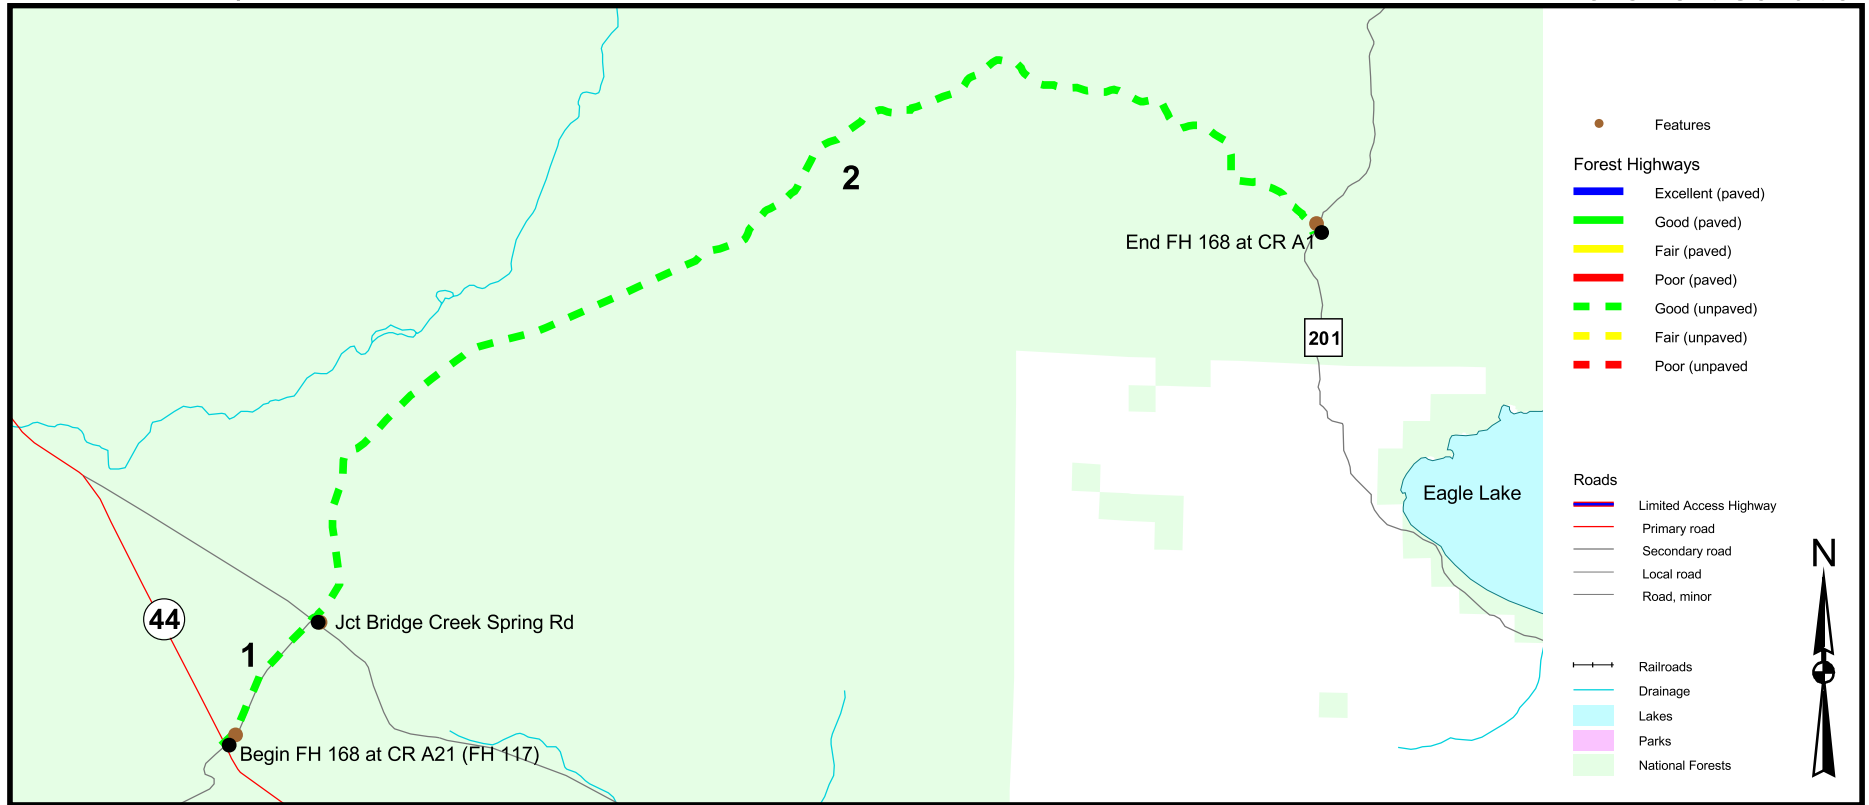 2
End FH 168 at CR A1
201
Eagle Lake
Jct Bridge Creek Spring Rd
44
1
Begin FH 168 at CR A21 (FH 117)
Features
Forest Highways
Excellent (paved)
Good (paved)
Fair (paved)
Poor (paved)
Good (unpaved)
Fair (unpaved)
Poor (unpaved
Roads
Limited Access Highway
Primary road
Secondary road
Local road
Road, minor
Railroads
Drainage
Lakes
Parks
National Forests
N